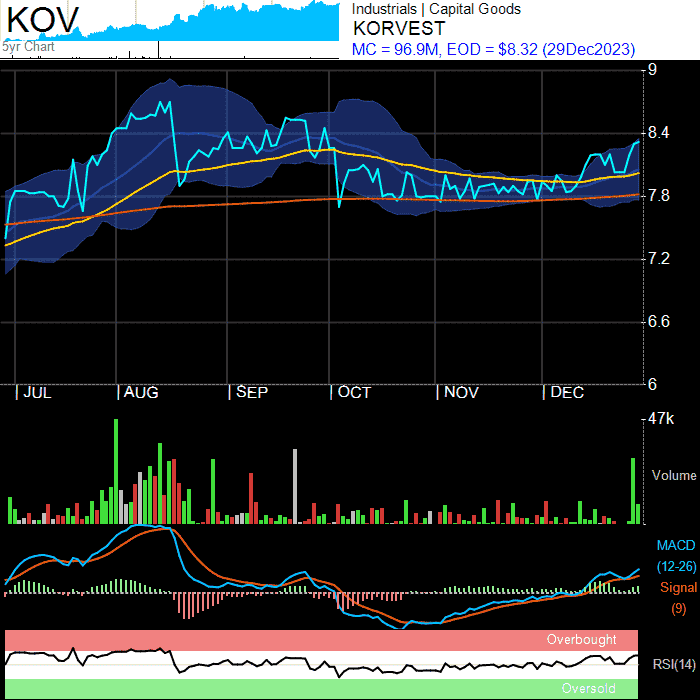 KOV
5yr Chart
Industrials | Capital Goods
KORVEST
MC = 96.9M, EOD = $8.32 (29Dec2023)
9
8.4
7.8
7.2
6.6
6
| JUL | AUG | SEP | OCT | NOV | DEC
47k
Volume
MACD
(12-26)
Signal
(9)
Overbought
RSI(14)
Oversold